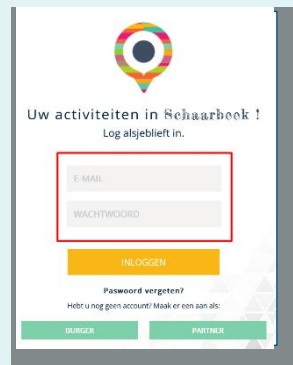 Uw activiteiten in Schaarbeek !
Log alsjeblieft in.
E-MAIL
WACHTWOORD
INLOGGEN
Paswoord vergeten?
Hebt u nog geen account? Maak er een aan als:
BURGER PARTNER